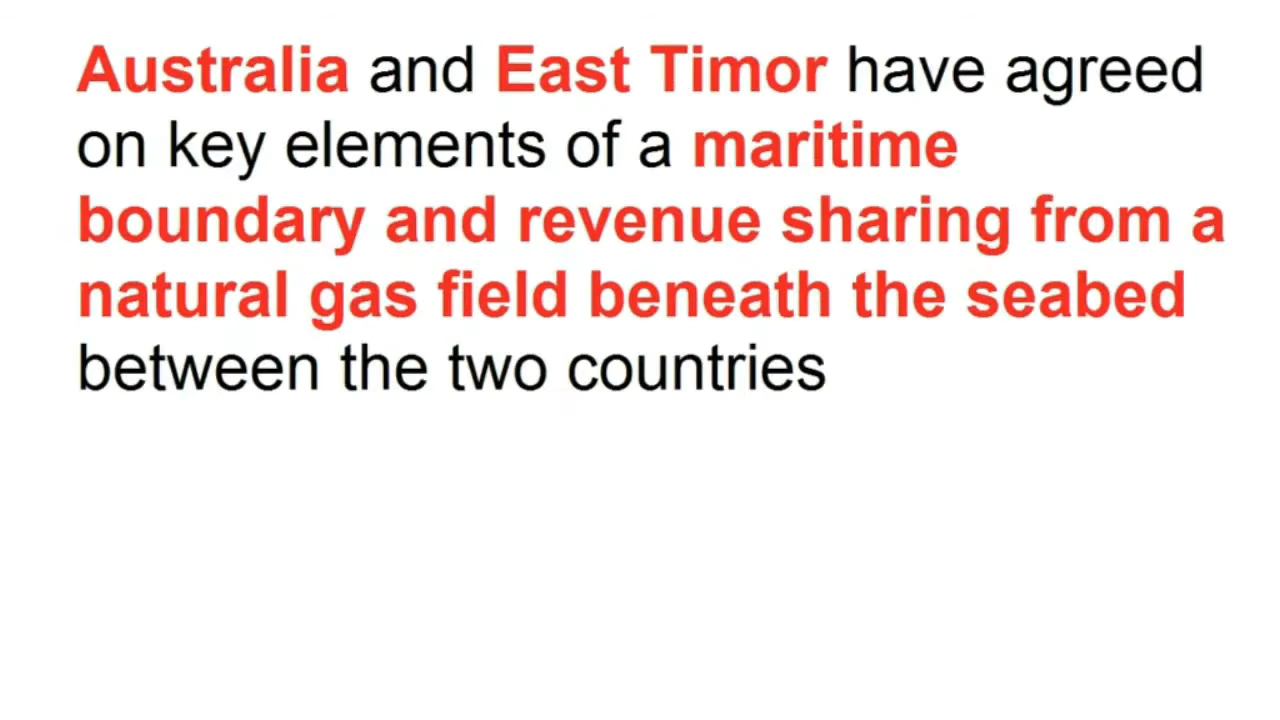 Australia and East Timor have agreed
on key elements of a maritime
boundary and revenue sharing from a
natural gas field beneath the seabed
between the two countries